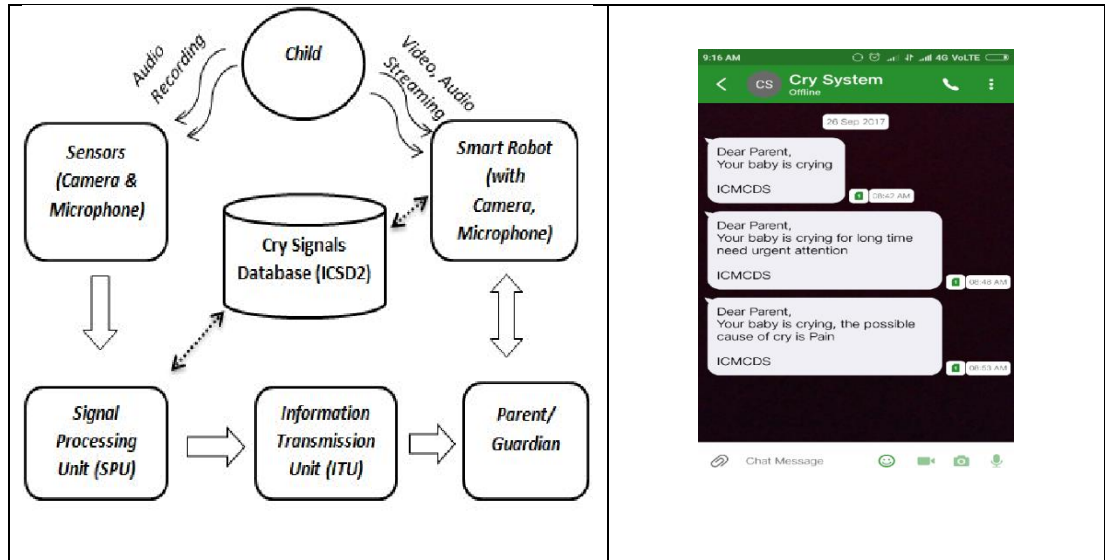 Child
Audio
Recording
Video, Audio
Streaming
Sensors
(Camera &
Microphone)
Smart Robot
(with
Camera,
Microphone)
Cry Signals
Database (ICSD2)
Signal
Processing
Unit (SPU)
Information
Transmission
Unit (ITU)
Parent/
Guardian
9:16 AM
4G VoLTE
CS
Cry System
Offline
26 Sep 2017
Dear Parent,
Your baby is crying
ICMCDS
08:42 AM
Dear Parent,
Your baby is crying for long time
need urgent attention
ICMCDS
08:48 AM
Dear Parent,
Your baby is crying, the possible
cause of cry is Pain
ICMCDS
08:53 AM
Chat Message